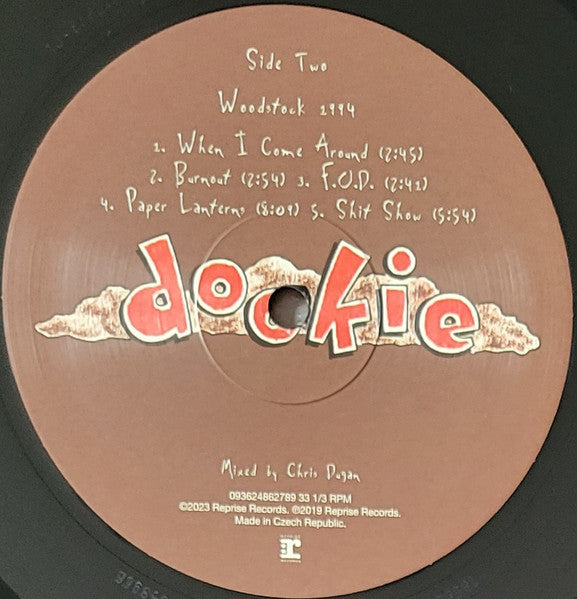 Side Two
Woodstock 1994
1. When I Come Around (2:45)
2. Burnout (2:54) 3. F.O.D. (2:41)
4. Paper Lanterns (8:09) 5. Shit Show (5:54)
dookie
Mixed by Chris Dugan
093624862789 33 1/3 RPM
©2023 Reprise Records. ℗2019 Reprise Records.
Made in Czech Republic.
r